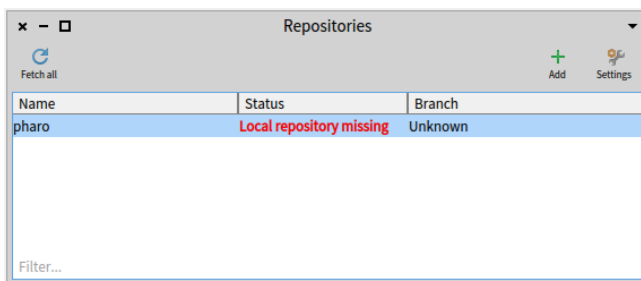 Repositories
Fetch all
Add
Settings
Name Status Branch
pharo Local repository missing Unknown
Filter...